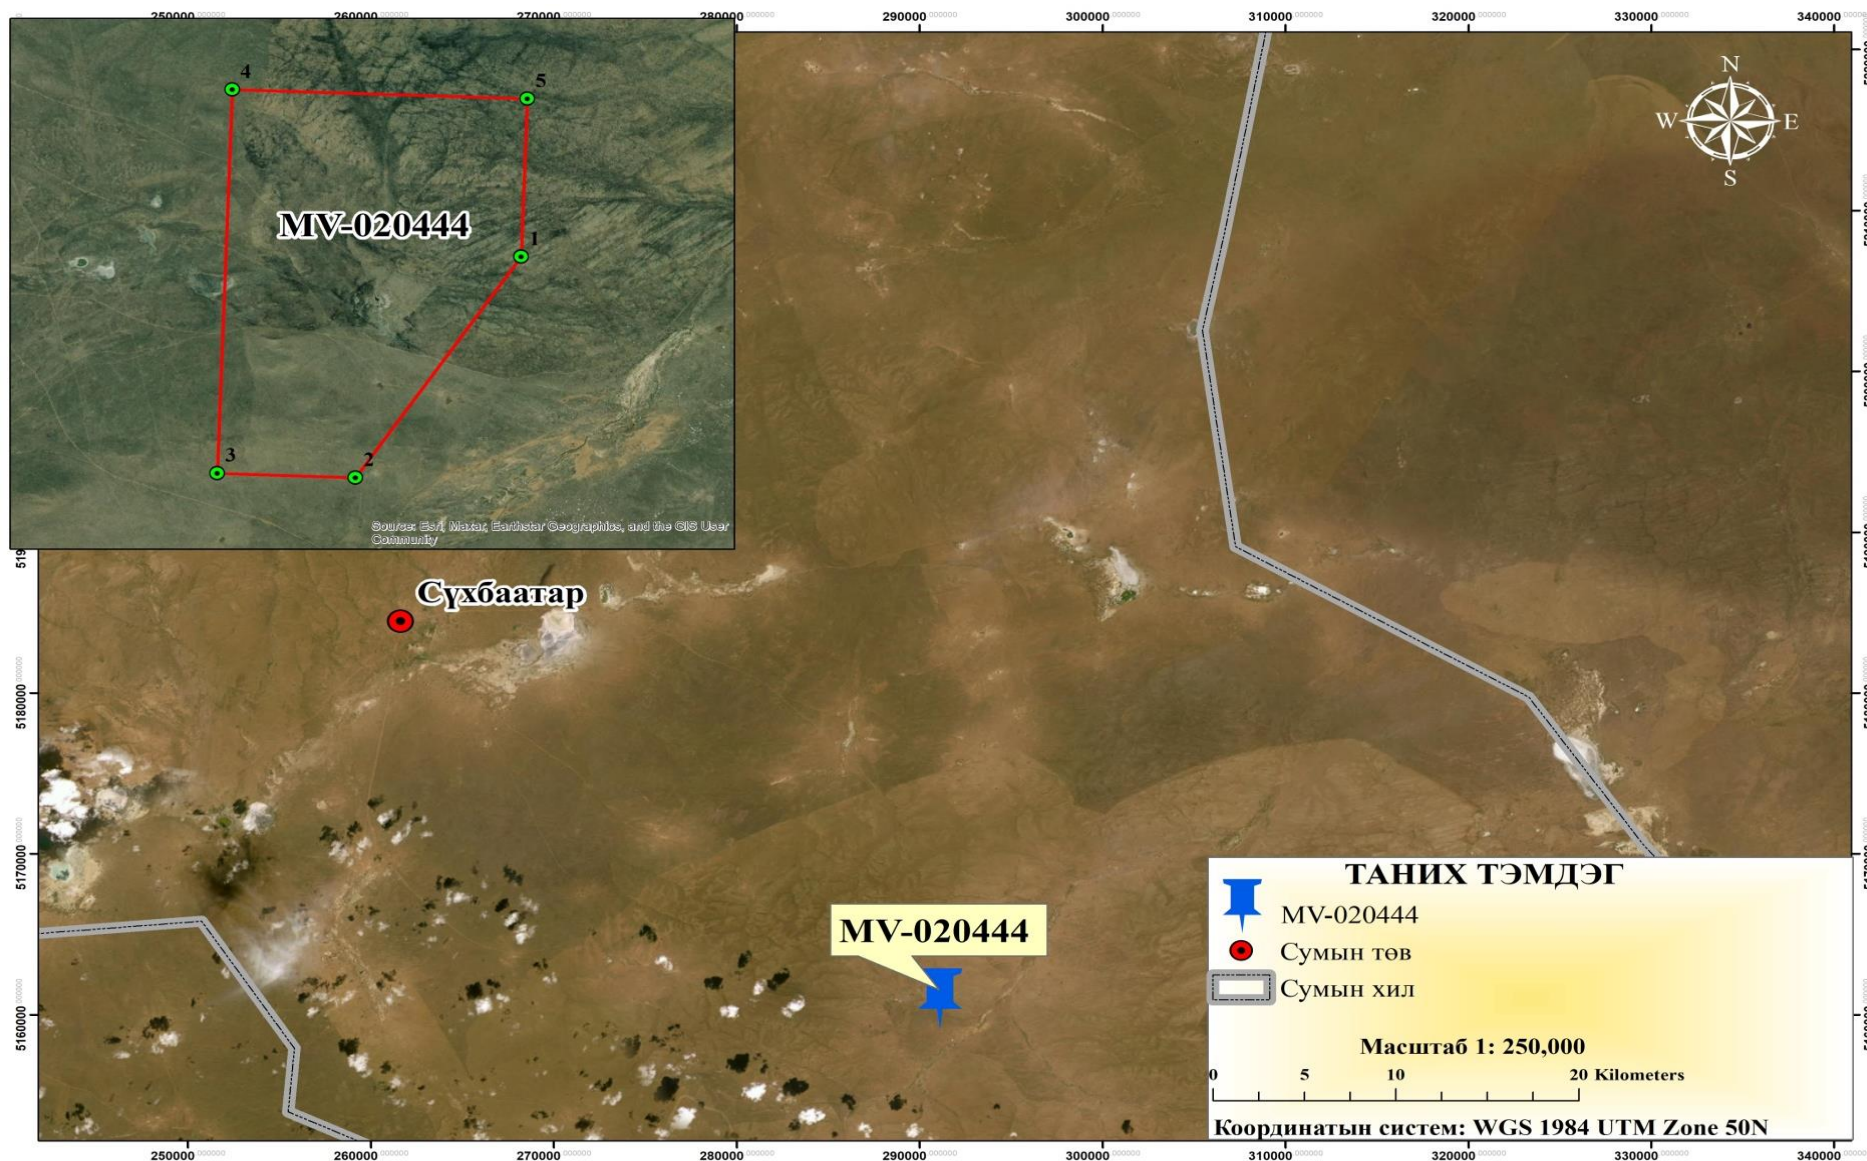 250000 260000 270000 280000 290000 300000 310000 320000 330000 340000
4
5
MV-020444
1
3
2
Source: Esri, Maxar, Earthstar Geographics, and the GIS User
Community
N
W E
S
Сүхбаатар
5180000
5170000
5160000
MV-020444
ТАНИХ ТЭМДЭГ
MV-020444
Сумын төв
Сумын хил
Масштаб 1: 250,000
0 5 10 20 Kilometers
Координатын систем: WGS 1984 UTM Zone 50N
250000 260000 270000 280000 290000 300000 310000 320000 330000 340000